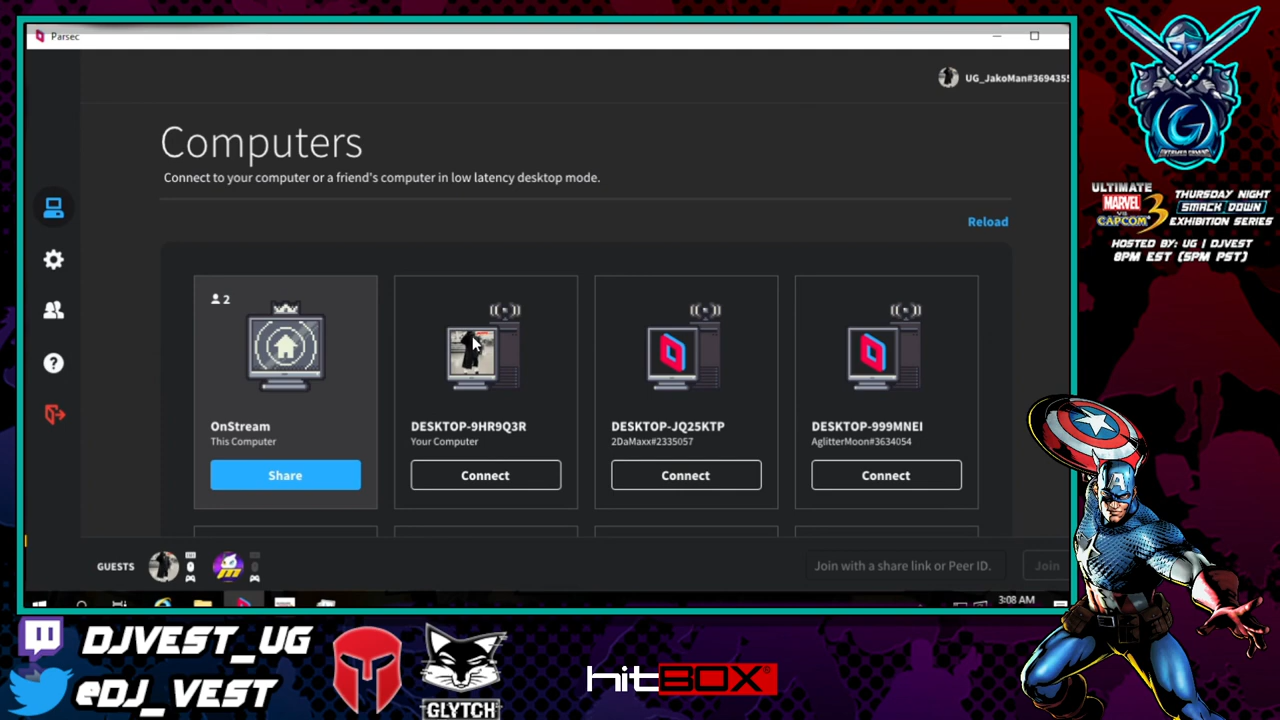 Parsec
UG_JakoMan#369435
Computers
Connect to your computer or a friend's computer in low latency desktop mode.
Reload
2
OnStream
This Computer
Share
DESKTOP-9HR9Q3R
Your Computer
Connect
DESKTOP-JQ25KTP
2DaMaxx#2335057
Connect
DESKTOP-999MNEI
AglitterMoon#3634054
Connect
GUESTS
Join with a share link or Peer ID.
Join
3:08 AM
ULTIMATE
MARVEL
VS
CAPCOM 3
THURSDAY NIGHT
SMACK DOWN
EXHIBITION SERIES
HOSTED BY: UG | DJVEST
8PM EST (5PM PST)
DJVEST_UG
@DJ_VEST
GLYTCH
hitBOX®